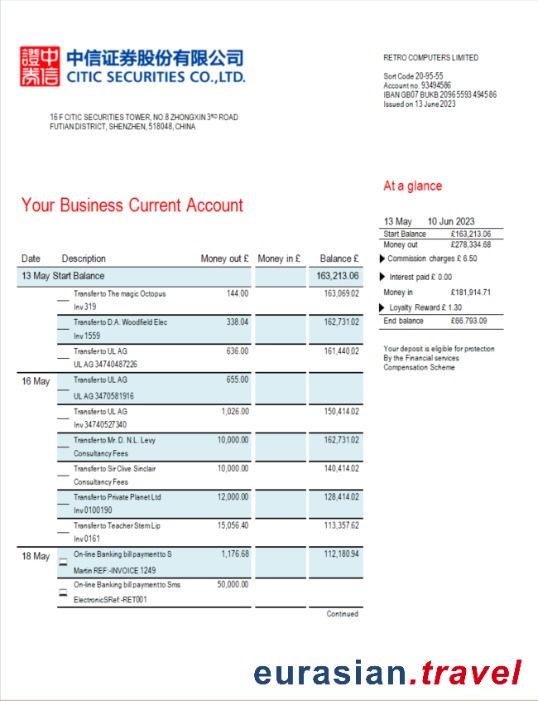 中信证券股份有限公司
CITIC SECURITIES CO.,LTD.
證中
券信
16 F CITIC SECURITIES TOWER, NO.8 ZHONGXIN 3RD ROAD
FUTIAN DISTRICT, SHENZHEN, 518048, CHINA
RETRO COMPUTERS LIMITED
Sort Code 20-95-55
Account no. 93494586
IBAN GB07 BUKB 2096 5593 494586
Issued on 13 June 2023
Your Business Current Account
At a glance
13 May 10 Jun 2023
Start Balance £163,213.06
Money out £278,334.68
Commission charges £ 6.50
Interest paid £ 0.00
Money in £181,914.71
Loyalty Reward £ 1.30
End balance £66.793.09
Your deposit is eligible for protection
By the Financial services
Compensation Scheme
Date Description Money out £ Money in £ Balance £
13 May Start Balance 163,213.06
Transfer to The magic Octopus 144.00 163,069.02
Inv 319
Transfer to D.A. Woodfield Elec 338.04 162,731.02
Inv 1559
Transfer to UL AG 636.00 161,440.02
UL AG 34740487226
16 May Transfer to UL AG 655.00
UL AG 3470581916
Transfer to UL AG 1,026.00 150,414.02
Inv 34740527340
Transfer to Mr. D. N.L. Levy 10,000.00 162,731.02
Consultancy Fees
Transfer to Sir Clive Sinclair 10,000.00 140,414.02
Consultancy Fees
Transfer to Private Planet Ltd 12,000.00 128,414.02
Inv 0100190
Transfer to Teacher Stem Lip 15,056.40 113,357.62
Inv 0161
18 May On-line Banking bill payment to S 1,176.68 112,180.94
Martin REF:-INVOICE 1249
On-line Banking bill payment to Sms 50,000.00
ElectronicSRef:-RET001
Continued
eurasian.travel